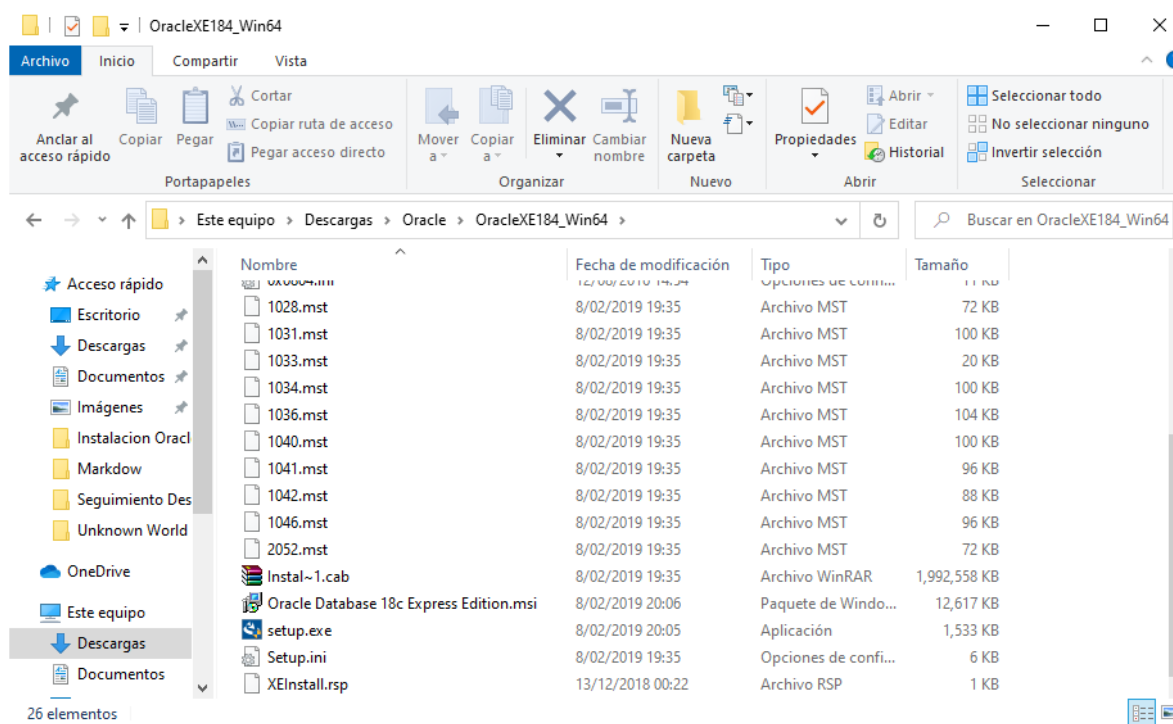 OracleXE184_Win64
Archivo Inicio Compartir Vista
Anclar al acceso rápido
Copiar
Pegar
Cortar
Copiar ruta de acceso
Pegar acceso directo
Portapapeles
Mover a
Copiar a
Eliminar
Cambiar nombre
Organizar
Nueva carpeta
Nuevo
Propiedades
Abrir
Editar
Historial
Abrir
Seleccionar todo
No seleccionar ninguno
Invertir selección
Seleccionar
Este equipo > Descargas > Oracle > OracleXE184_Win64 >
Buscar en OracleXE184_Win64
Acceso rápido
Escritorio
Descargas
Documentos
Imágenes
Instalacion Oracl
Markdow
Seguimiento Des
Unknown World
OneDrive
Este equipo
Descargas
Documentos
Nombre Fecha de modificación Tipo Tamaño
1028.mst 8/02/2019 19:35 Archivo MST 72 KB
1031.mst 8/02/2019 19:35 Archivo MST 100 KB
1033.mst 8/02/2019 19:35 Archivo MST 20 KB
1034.mst 8/02/2019 19:35 Archivo MST 100 KB
1036.mst 8/02/2019 19:35 Archivo MST 104 KB
1040.mst 8/02/2019 19:35 Archivo MST 100 KB
1041.mst 8/02/2019 19:35 Archivo MST 96 KB
1042.mst 8/02/2019 19:35 Archivo MST 88 KB
1046.mst 8/02/2019 19:35 Archivo MST 96 KB
2052.mst 8/02/2019 19:35 Archivo MST 72 KB
Instal~1.cab 8/02/2019 19:35 Archivo WinRAR 1,992,558 KB
Oracle Database 18c Express Edition.msi 8/02/2019 20:06 Paquete de Windo... 12,617 KB
setup.exe 8/02/2019 20:05 Aplicación 1,533 KB
Setup.ini 8/02/2019 19:35 Opciones de confi... 6 KB
XEInstall.rsp 13/12/2018 00:22 Archivo RSP 1 KB
26 elementos